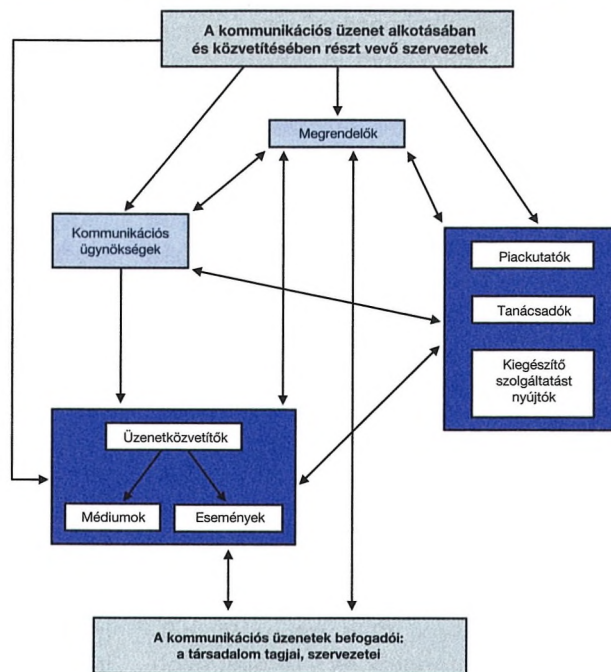 A kommunikációs üzenet alkotásában
és közvetítésében részt vevő szervezetek
Megrendelők
Kommunikációs
ügynökségek
Piackutatók
Tanácsadók
Kiegészítő
szolgáltatást
nyújtók
Üzenetközvetítők
Médiumok
Események
A kommunikációs üzenetek befogadói:
a társadalom tagjai, szervezetei